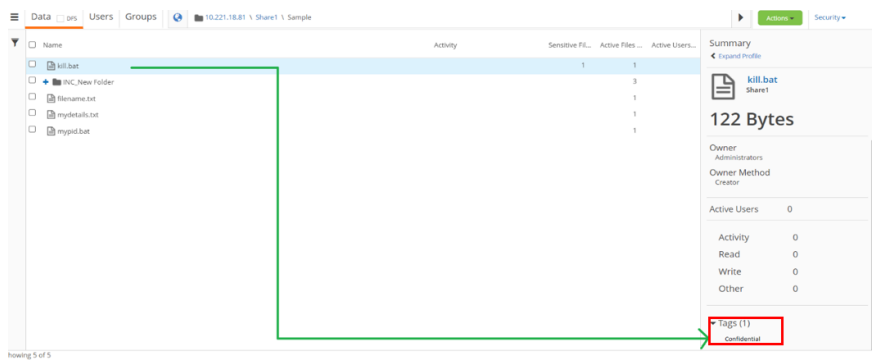 Data DFS Users Groups 10.221.18.81 \ Share1 \ Sample Actions Security
Name Activity Sensitive Fil... Active Files ... Active Users...
kill.bat 1 1
INC_New Folder 3
filename.txt 1
mydetails.txt 1
mypid.bat 1
Summary
Expand Profile
kill.bat
Share1
122 Bytes
Owner
Administrators
Owner Method
Creator
Active Users 0
Activity 0
Read 0
Write 0
Other 0
Tags (1)
Confidential
howing 5 of 5